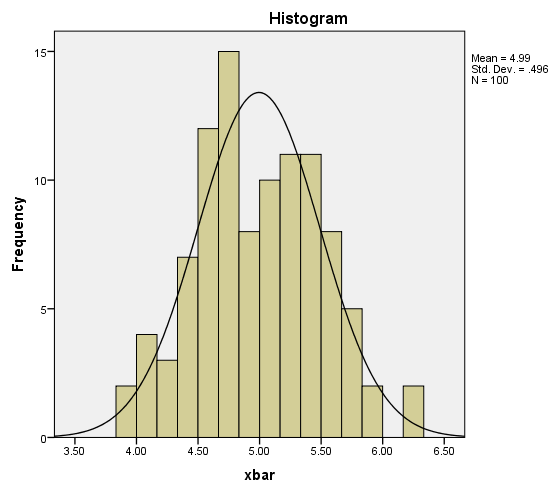 Histogram
Mean = 4.99
Std. Dev. = .496
N = 100
Frequency
15
10
5
0
3.50 4.00 4.50 5.00 5.50 6.00 6.50
xbar